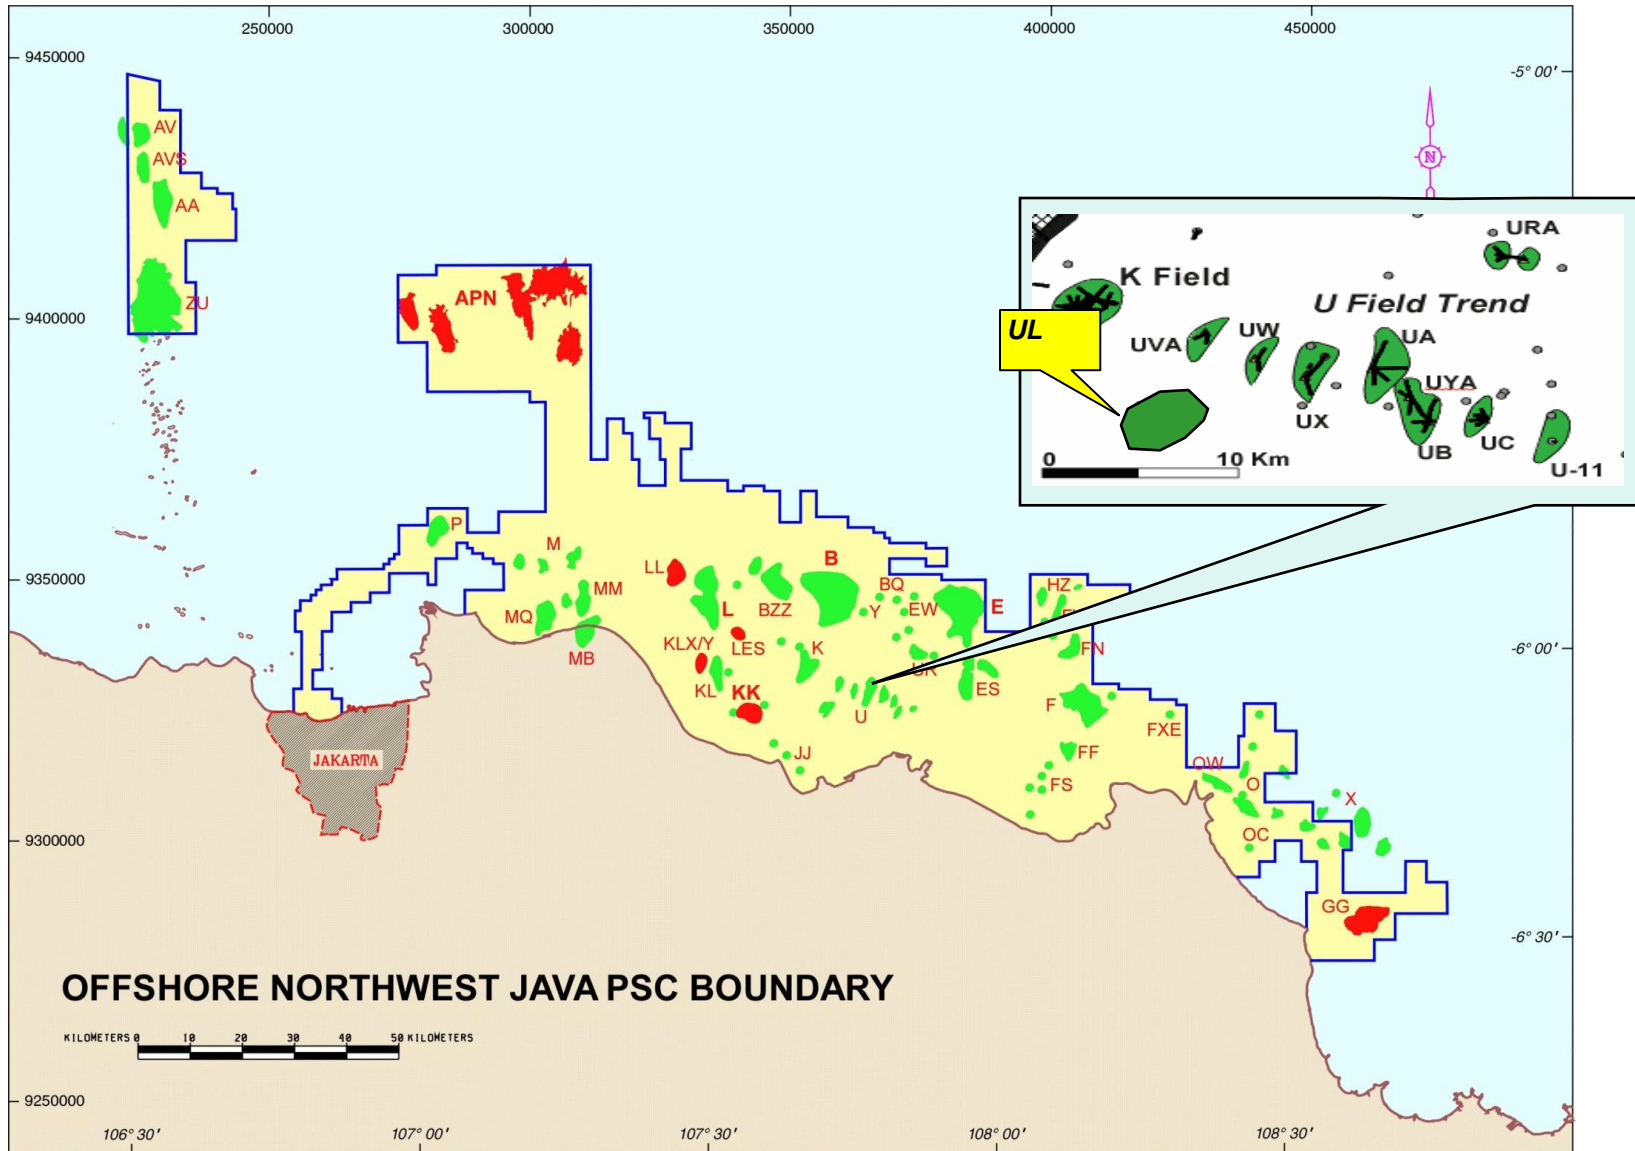 250000 300000 350000 400000 450000
9450000
-5° 00'
AV
AVS
N
AA
URA
K Field
U Field Trend
ZU
APN
9400000
UL
UVA
UW
UA
UYA
UX
UB
UC
U-11
0 10 Km
P
M
LL
B
9350000
MM
BZZ
BQ
HZ
L
Y
EW
E
MQ
KLX/Y
LES
K
FN
-6° 00'
MB
UR
KL
KK
ES
U
F
FXE
JJ
FF
JAKARTA
OW
FS
O
X
9300000
OC
GG
-6° 30'
OFFSHORE NORTHWEST JAVA PSC BOUNDARY
KILOMETERS 0 10 20 30 40 50 KILOMETERS
9250000
106° 30' 107° 00' 107° 30' 108° 00' 108° 30'